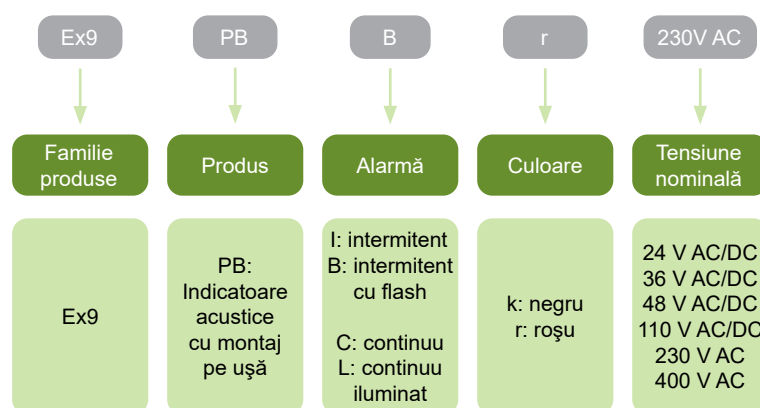 Ex9
PB
B
r
230V AC
Familie
produse
Produs
Alarmă
Culoare
Tensiune
nominală
Ex9
PB:
Indicatoare
acustice
cu montaj
pe ușă
I: intermitent
B: intermitent
cu flash
C: continuu
L: continuu
iluminat
k: negru
r: roșu
24 V AC/DC
36 V AC/DC
48 V AC/DC
110 V AC/DC
230 V AC
400 V AC